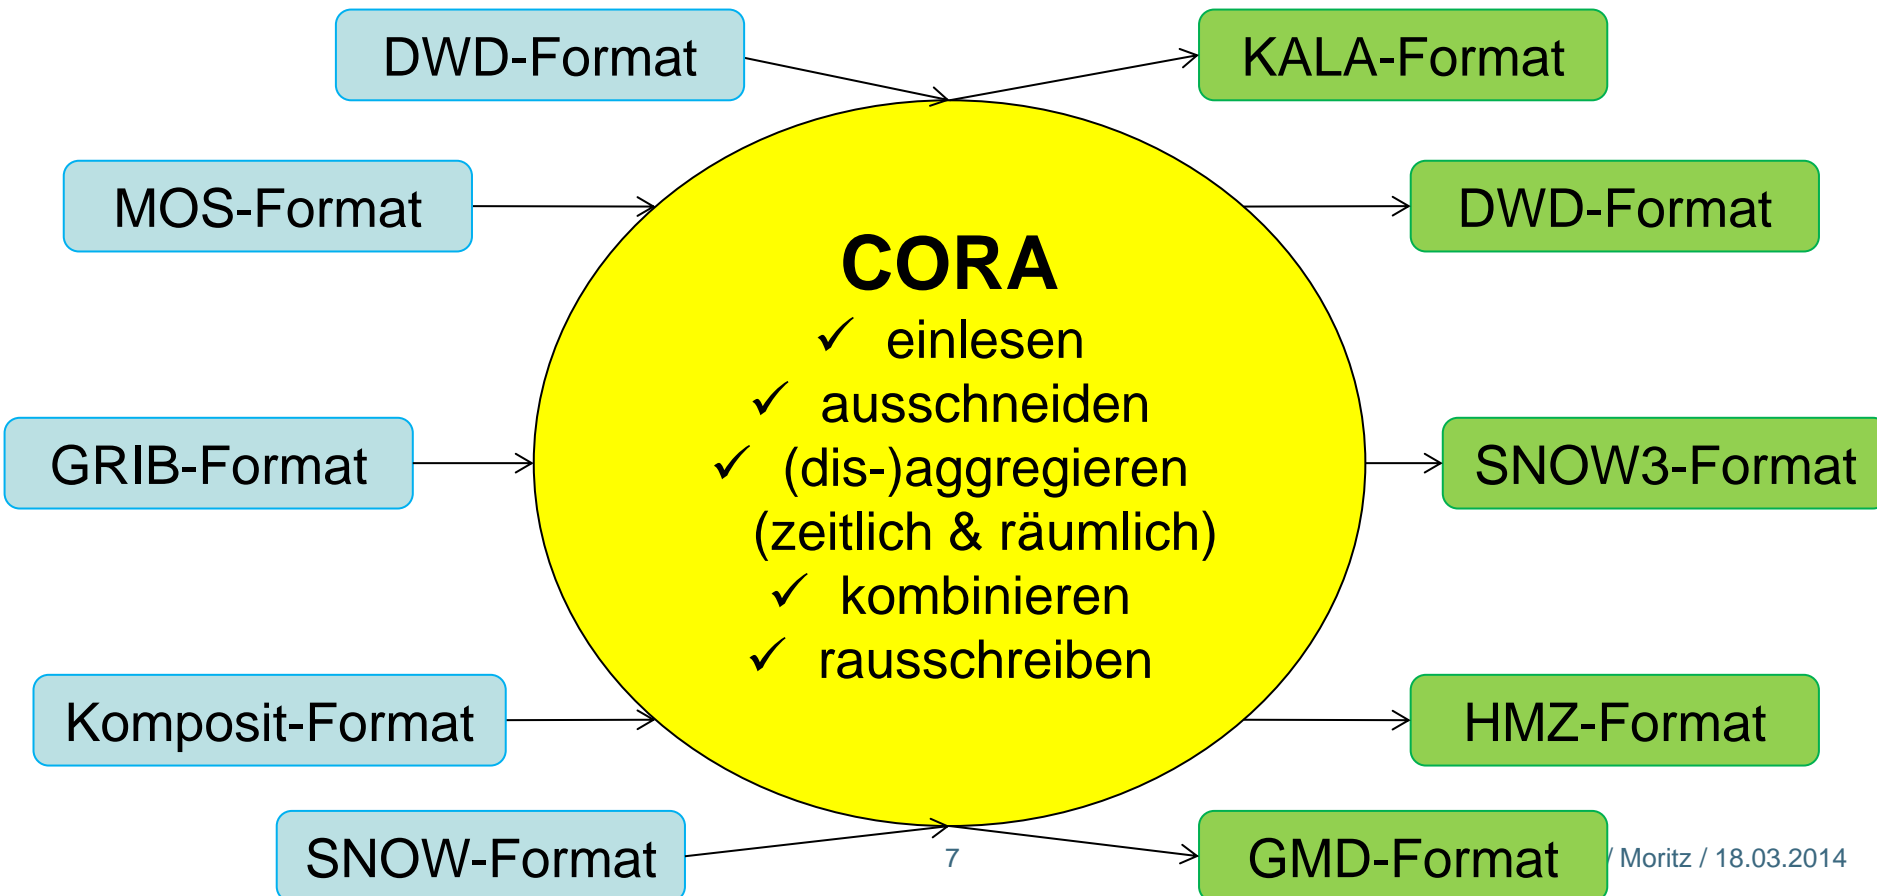 DWD-Format
KALA-Format
MOS-Format
DWD-Format
CORA
✓ einlesen
✓ ausschneiden
✓ (dis-)aggregieren
(zeitlich & räumlich)
✓ kombinieren
✓ rausschreiben
GRIB-Format
SNOW3-Format
Komposit-Format
HMZ-Format
SNOW-Format
GMD-Format
7
/ Moritz / 18.03.2014